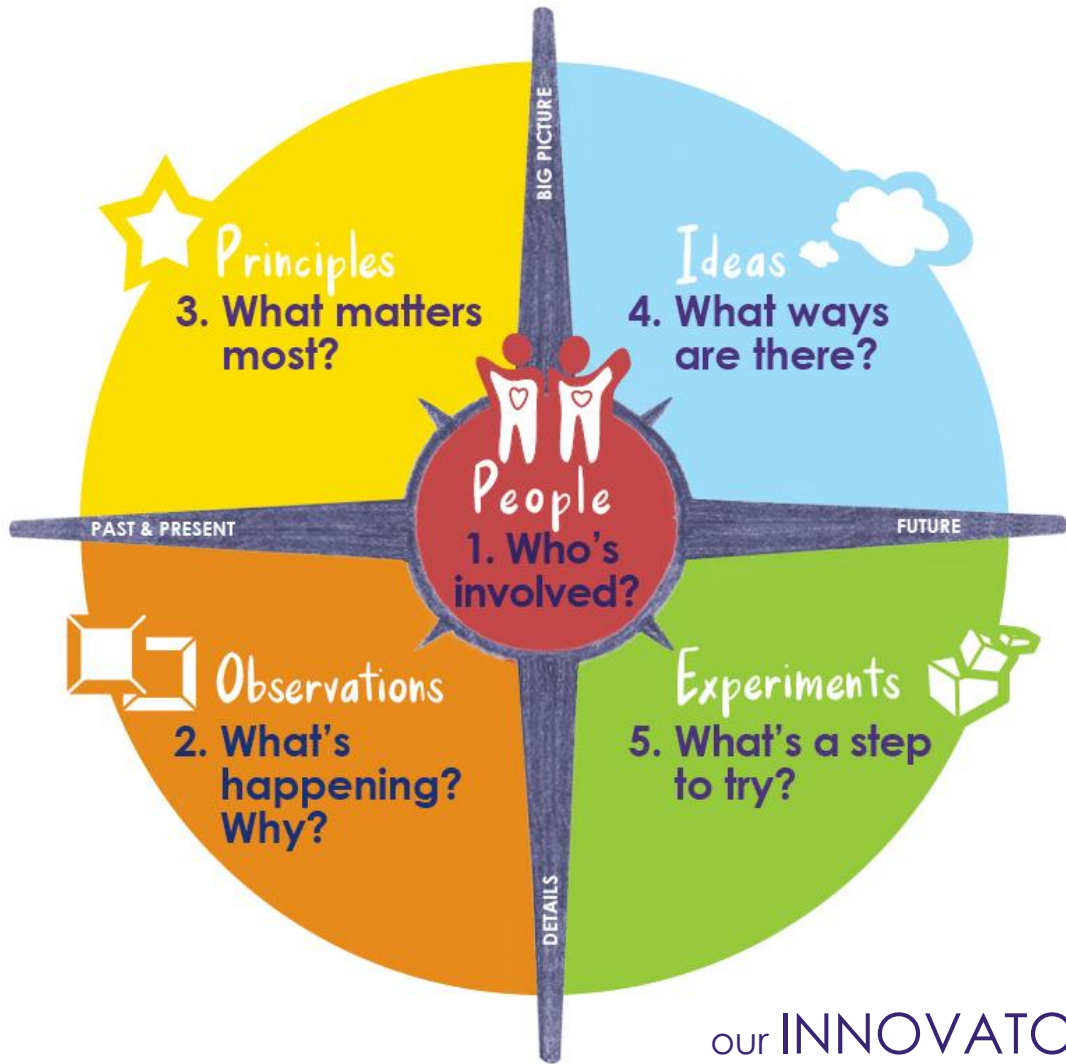 BIG PICTURE
Principles
3. What matters
most?
Ideas
4. What ways
are there?
People
1. Who's
involved?
PAST & PRESENT
FUTURE
Observations
2. What's
happening?
Why?
Experiments
5. What's a step
to try?
DETAILS
our INNOVATO